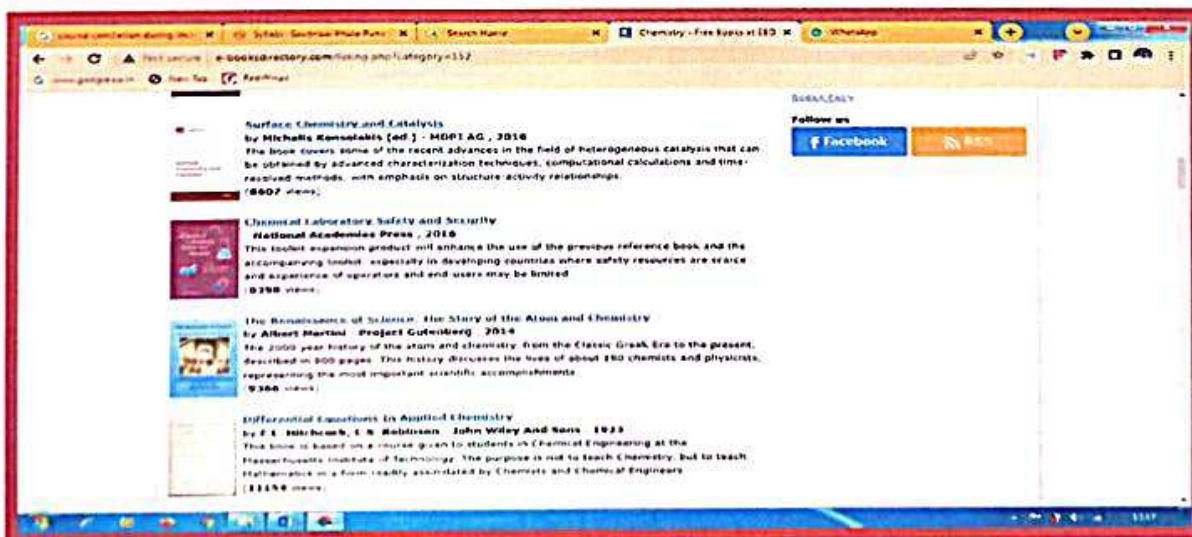 Search Home
Chemistry - Free Books at EBD
WhatsApp
Not secure e-booksdirectory.com/listing.php?category=152
New Tab
Follow us
Facebook
RSS
Surface Chemistry and Catalysis
by Michalis Konsolakis (ed.) - MDPI AG , 2016
The book covers some of the recent advances in the field of heterogeneous catalysis that can
be obtained by advanced characterization techniques, computational calculations and time-
resolved methods, with emphasis on structure-activity relationships.
(8607 views)
Chemical Laboratory Safety and Security
National Academies Press , 2016
This toolkit expansion product will enhance the use of the previous reference book and the
accompanying toolkit, especially in developing countries where safety resources are scarce
and experience of operators and end-users may be limited
views)
The Renaissance of Science: The Story of the Atom and Chemistry
by Albert Martini - Project Gutenberg , 2014
The 2000 year history of the atom and chemistry, from the Classic Greek Era to the present,
described in 800 pages. This history discusses the lives of about 190 chemists and physicists,
representing the most important scientific accomplishments.
(9366 views)
Differential Equations in Applied Chemistry
by F.L. Hitchcock, C.S. Robinson - John Wiley And Sons , 1923
This book is based on a course given to students in Chemical Engineering at the
Massachusetts Institute of Technology. The purpose is not to teach Chemistry, but to teach
Mathematics in a form readily assimilated by Chemists and Chemical Engineers.
views)